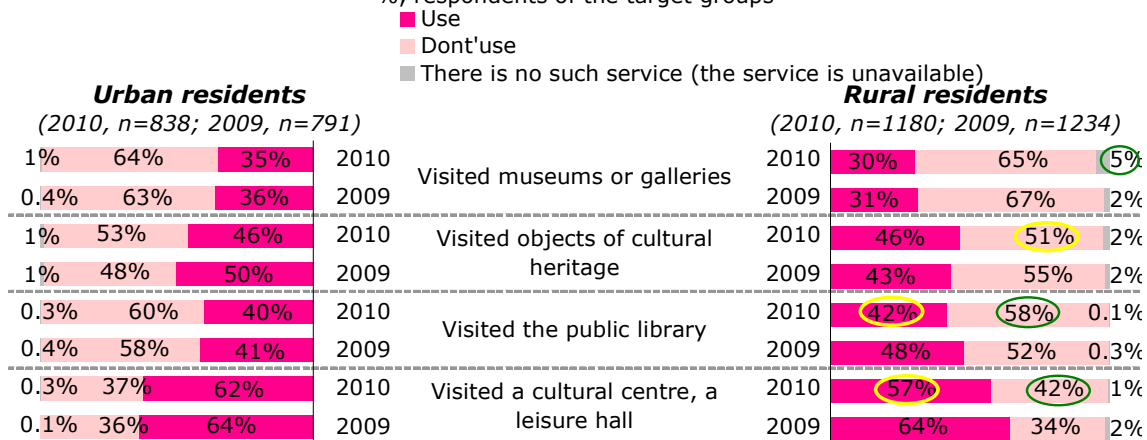 %, respondents of the target groups
Use
Dont'use
There is no such service (the service is unavailable)
Urban residents
(2010, n=838; 2009, n=791)
Rural residents
(2010, n=1180; 2009, n=1234)
1% 64% 35% 2010 Visited museums or galleries 2010 30% 65% 5%
0.4% 63% 36% 2009 2009 31% 67% 2%
1% 53% 46% 2010 Visited objects of cultural 2010 46% 51% 2%
1% 48% 50% 2009 heritage 2009 43% 55% 2%
0.3% 60% 40% 2010 Visited the public library 2010 42% 58% 0.1%
0.4% 58% 41% 2009 2009 48% 52% 0.3%
0.3% 37% 62% 2010 Visited a cultural centre, a 2010 57% 42% 1%
0.1% 36% 64% 2009 leisure hall 2009 64% 34% 2%